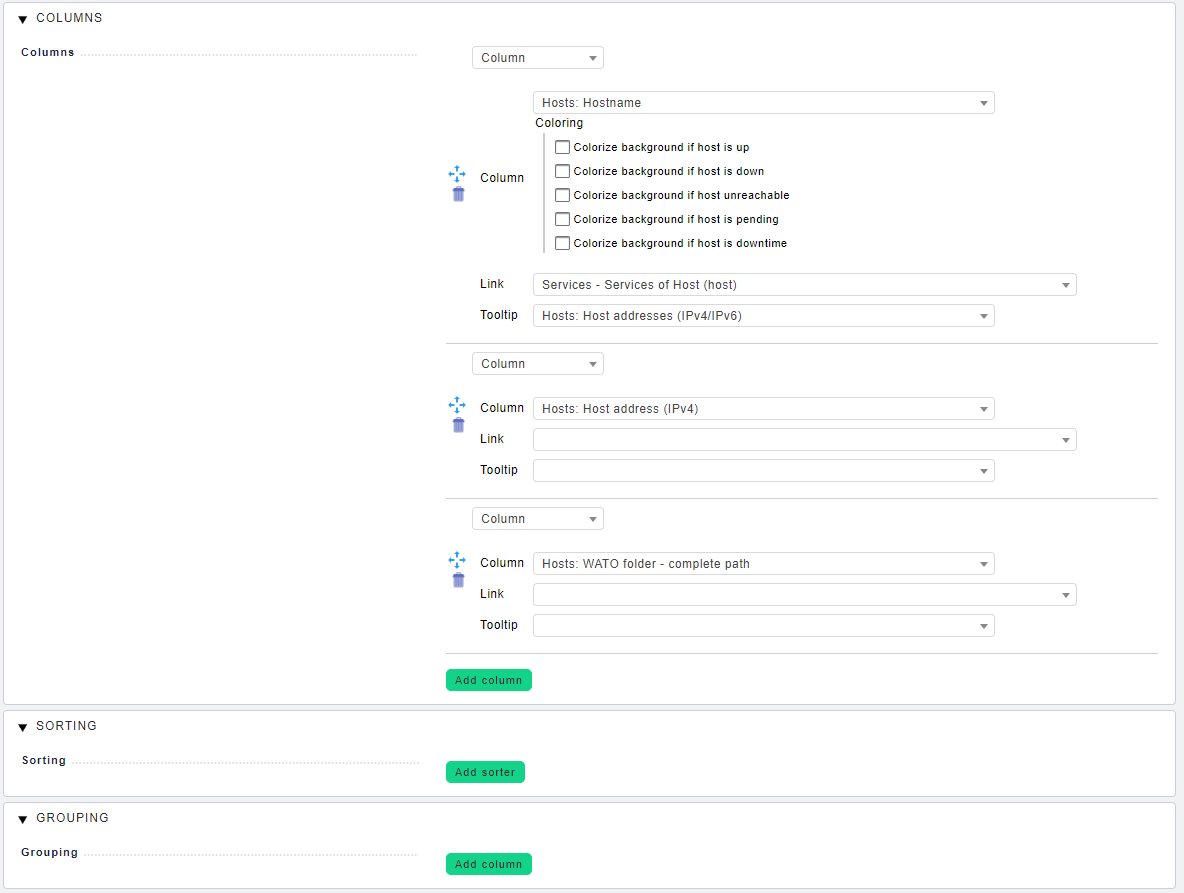 COLUMNS
Columns
Column
Hosts: Hostname
Coloring
Colorize background if host is up
Colorize background if host is down
Column
Colorize background if host unreachable
Colorize background if host is pending
Colorize background if host is downtime
Link Services - Services of Host (host)
Tooltip Hosts: Host addresses (IPv4/IPv6)
Column
Column Hosts: Host address (IPv4)
Link
Tooltip
Column
Column Hosts: WATO folder - complete path
Link
Tooltip
Add column
SORTING
Sorting
Add sorter
GROUPING
Grouping
Add column